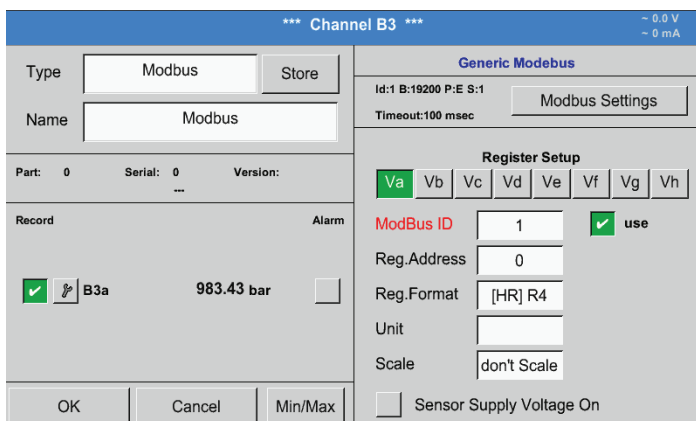 *** Channel B3 ***
~ 0.0 V
~ 0 mA
Type Modbus Store
Name Modbus
Part: 0 Serial: 0 Version:
---
Record Alarm
B3a 983.43 bar
OK Cancel Min/Max
Generic Modebus
Id:1 B:19200 P:E S:1
Timeout:100 msec
Modbus Settings
Register Setup
Va Vb Vc Vd Ve Vf Vg Vh
ModBus ID 1 use
Reg.Address 0
Reg.Format [HR] R4
Unit
Scale don't Scale
Sensor Supply Voltage On